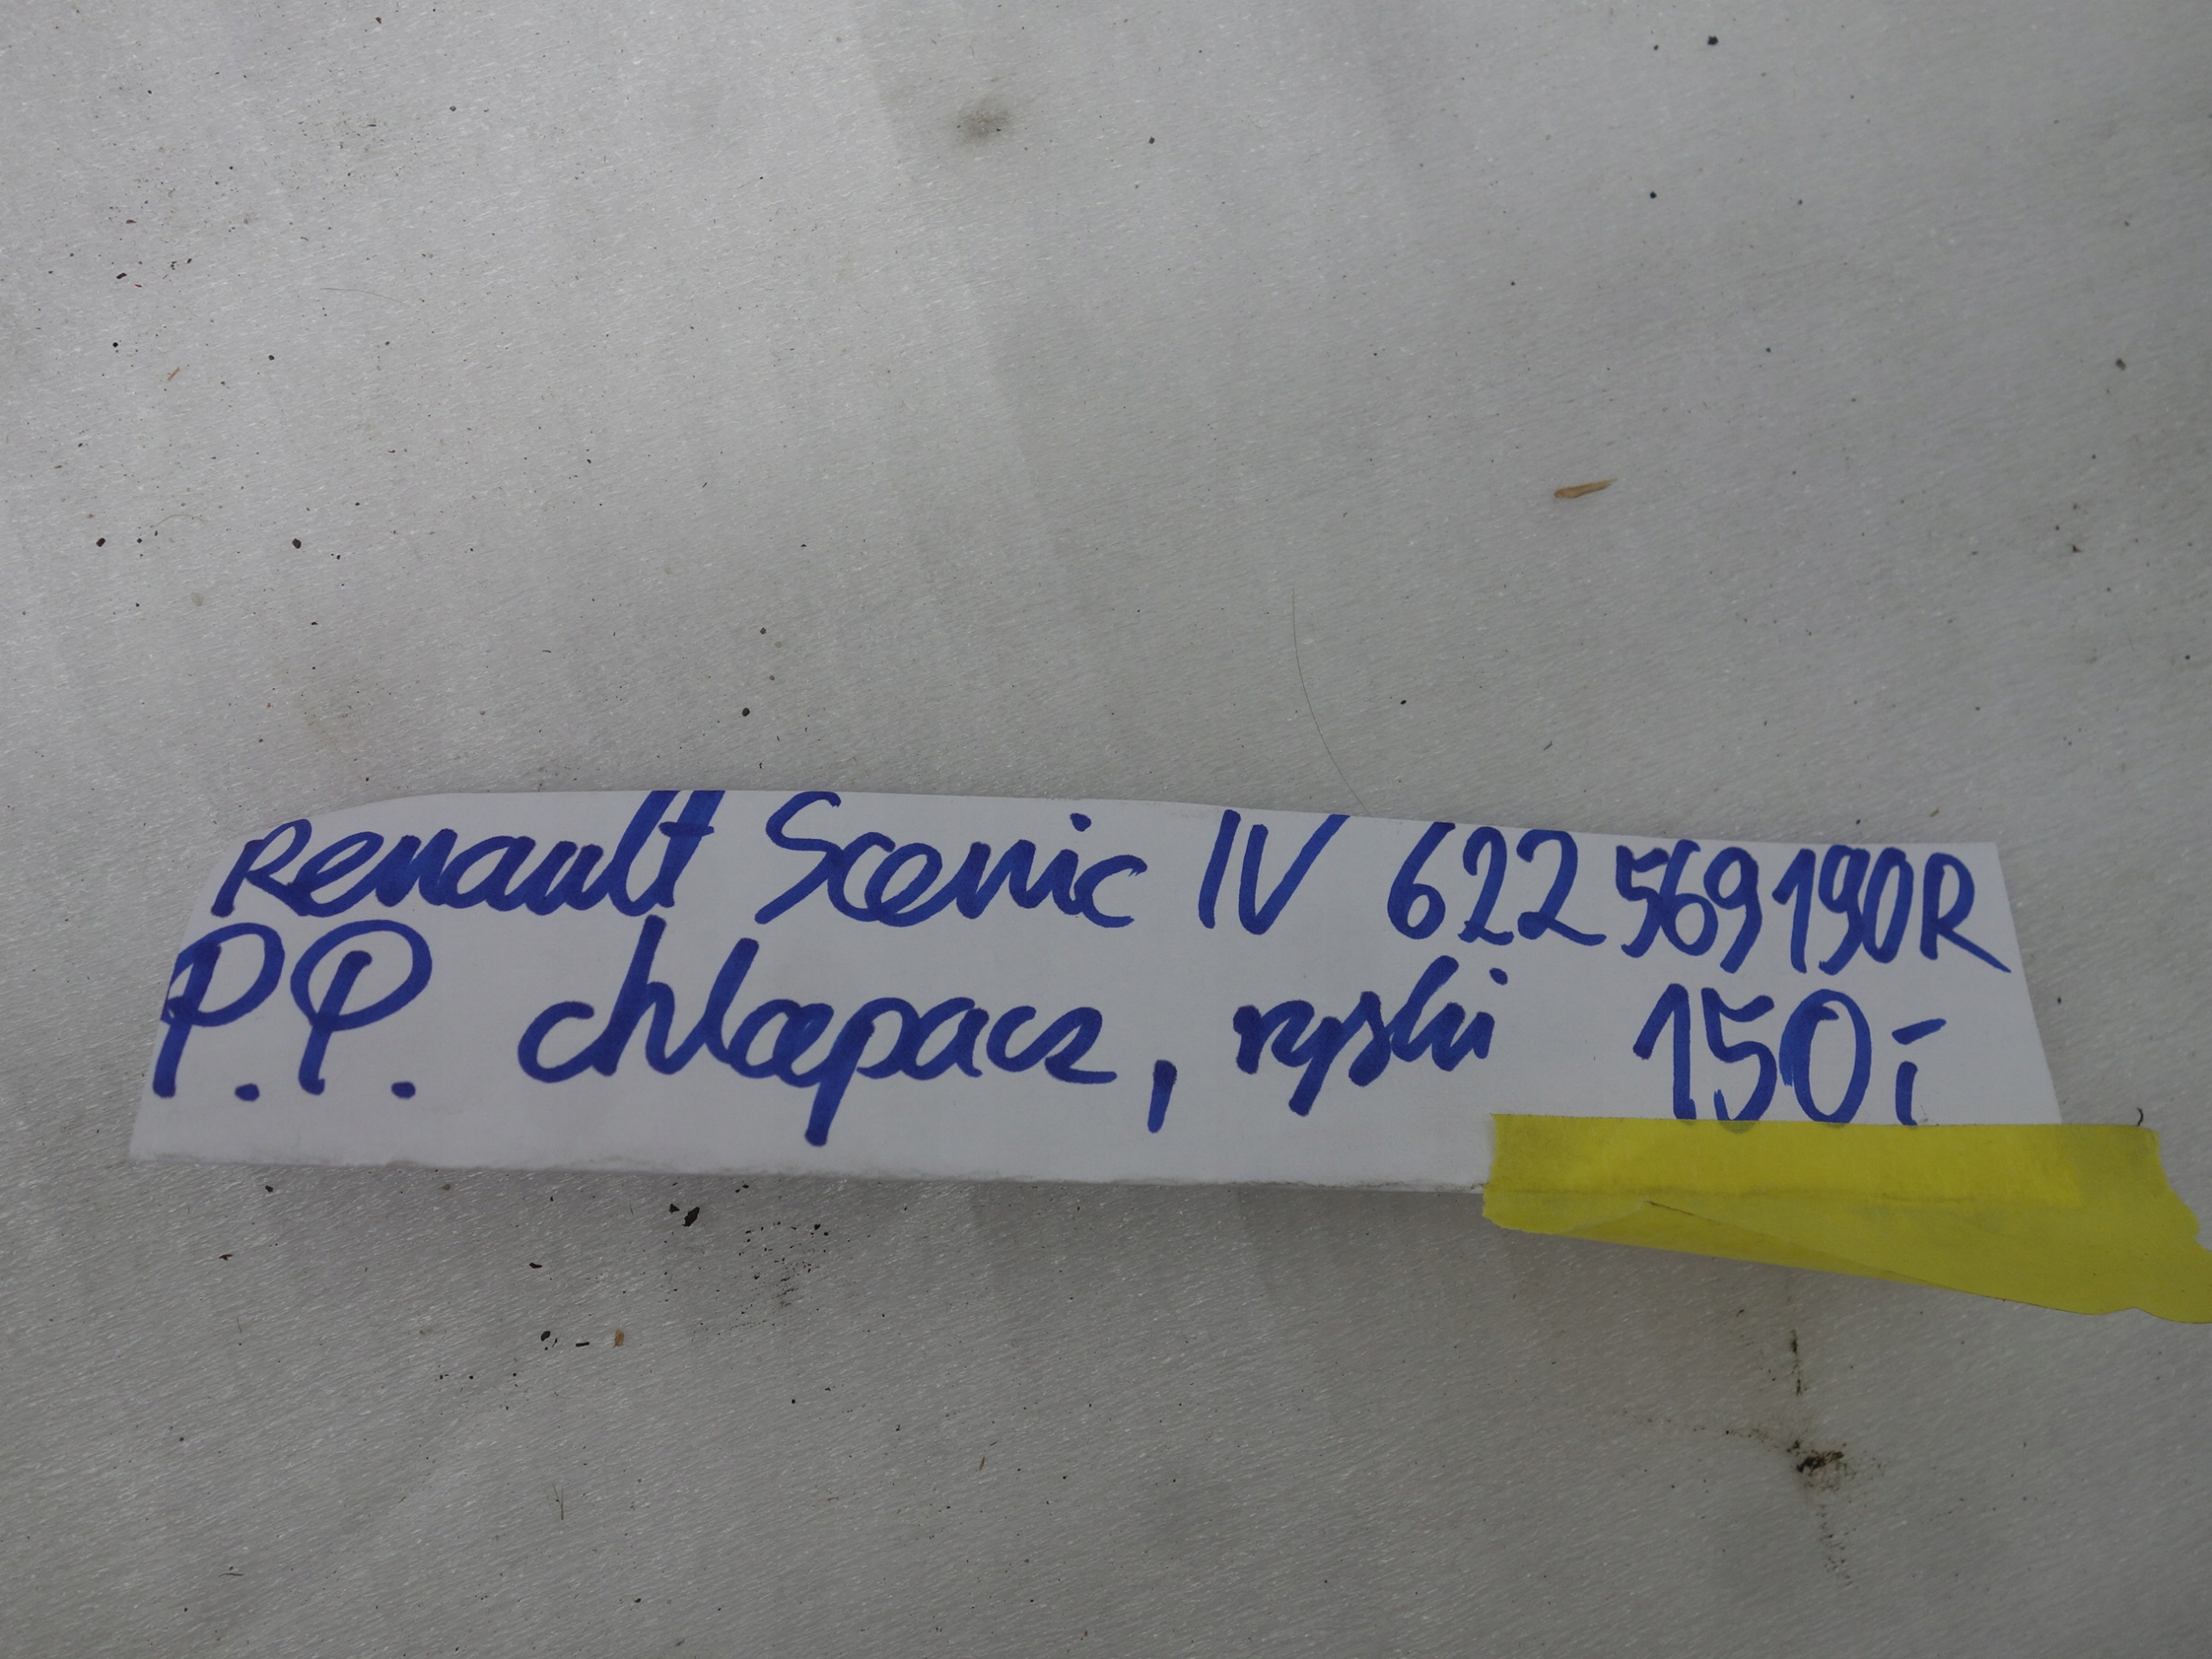 Renault Scenic IV 622569190R
P.P. chlapacz, ryski 150,-